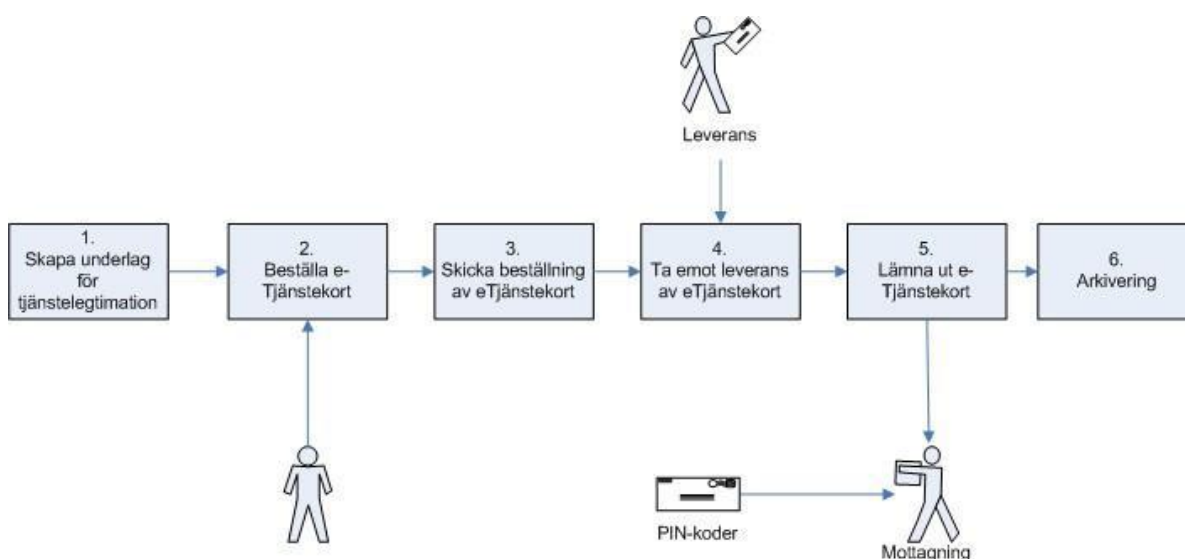 Leverans
1.
Skapa underlag
för
tjänstelegtimation
2.
Beställa e-
Tjänstekort
3.
Skicka beställning
av eTjänstekort
4.
Ta emot leverans
av eTjänstekort
5.
Lämna ut e-
Tjänstekort
6.
Arkivering
PIN-koder
Mottagning